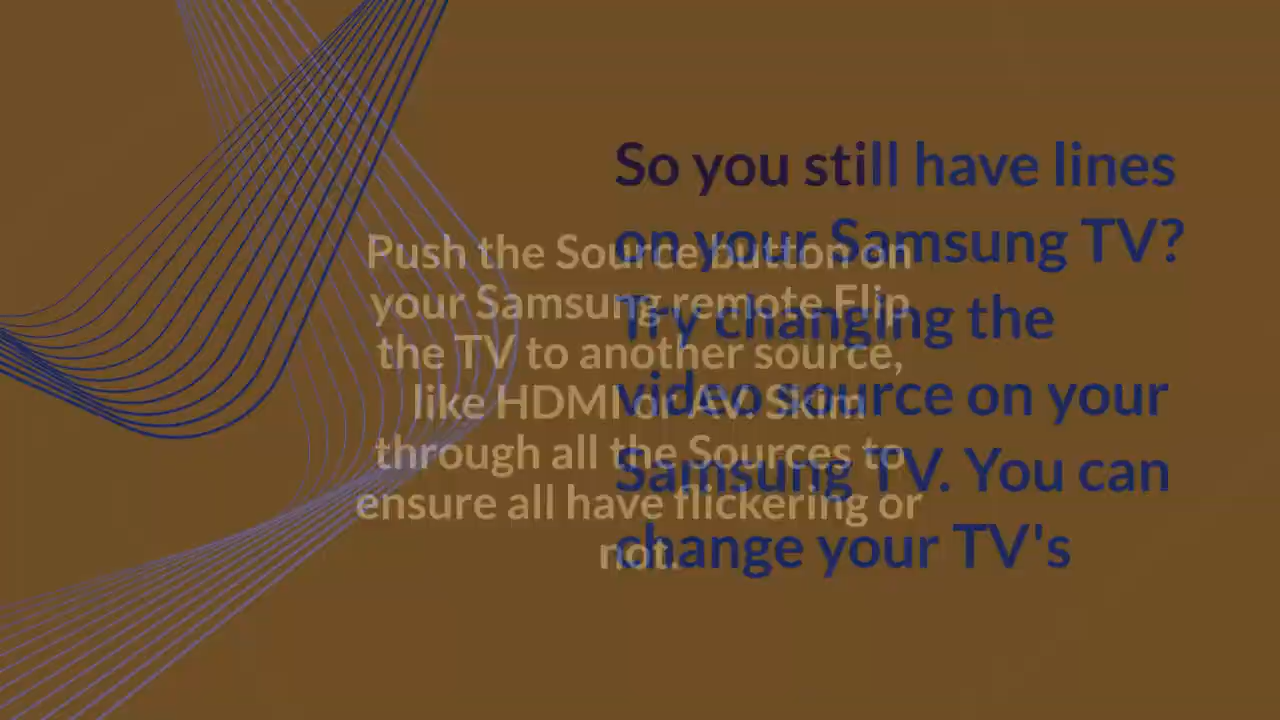 So you still have lines
on your Samsung TV?
Try changing the
video source on your
Samsung TV. You can
change your TV's
Push the Source button on
your Samsung remote Flip
the TV to another source,
like HDMI or AV. Skim
through all the Sources to
ensure all have flickering or
not.